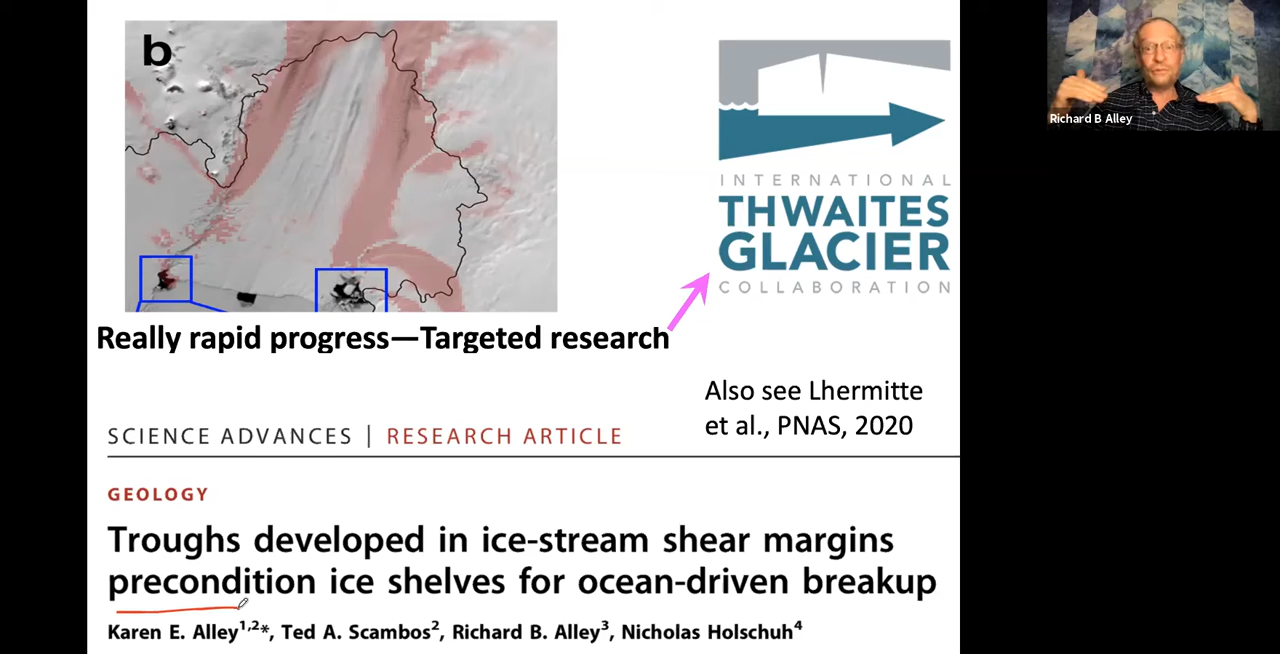 b
Richard B Alley
INTERNATIONAL
THWAITES
GLACIER
COLLABORATION
Really rapid progress—Targeted research
Also see Lhermitte
et al., PNAS, 2020
SCIENCE ADVANCES | RESEARCH ARTICLE
GEOLOGY
Troughs developed in ice-stream shear margins
precondition ice shelves for ocean-driven breakup
Karen E. Alley1,2*, Ted A. Scambos2, Richard B. Alley3, Nicholas Holschuh4